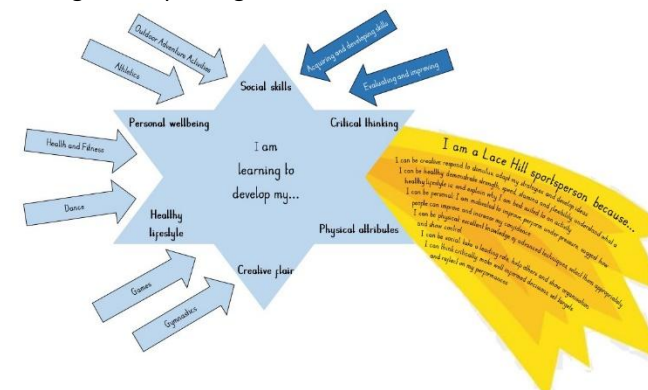 Outdoor Adventure Activities
Athletics
Health and Fitness
Dance
Games
Gymnastics
Acquiring and developing skills
Evaluating and improving
Social skills
Personal wellbeing
Critical thinking
I am
learning to
develop my...
Healthy
lifestyle
Physical attributes
Creative flair
I am a Lace Hill sportsperson because...
I can be creative: respond to stimulus, adapt my strategies and develop ideas
I can be healthy: demonstrate strength, speed, stamina and flexibility, understand what a
healthy lifestyle is and explain why I am best suited to an activity
I can be personal: I am motivated to improve, perform under pressure, suggest how
people can improve and increase my competence
I can be physical: excellent knowledge of advanced techniques, select them appropriately
and show control
I can be social: take a leading role, help others and show organisation
I can think critically: make well informed decisions, set targets
and reflect on my performances